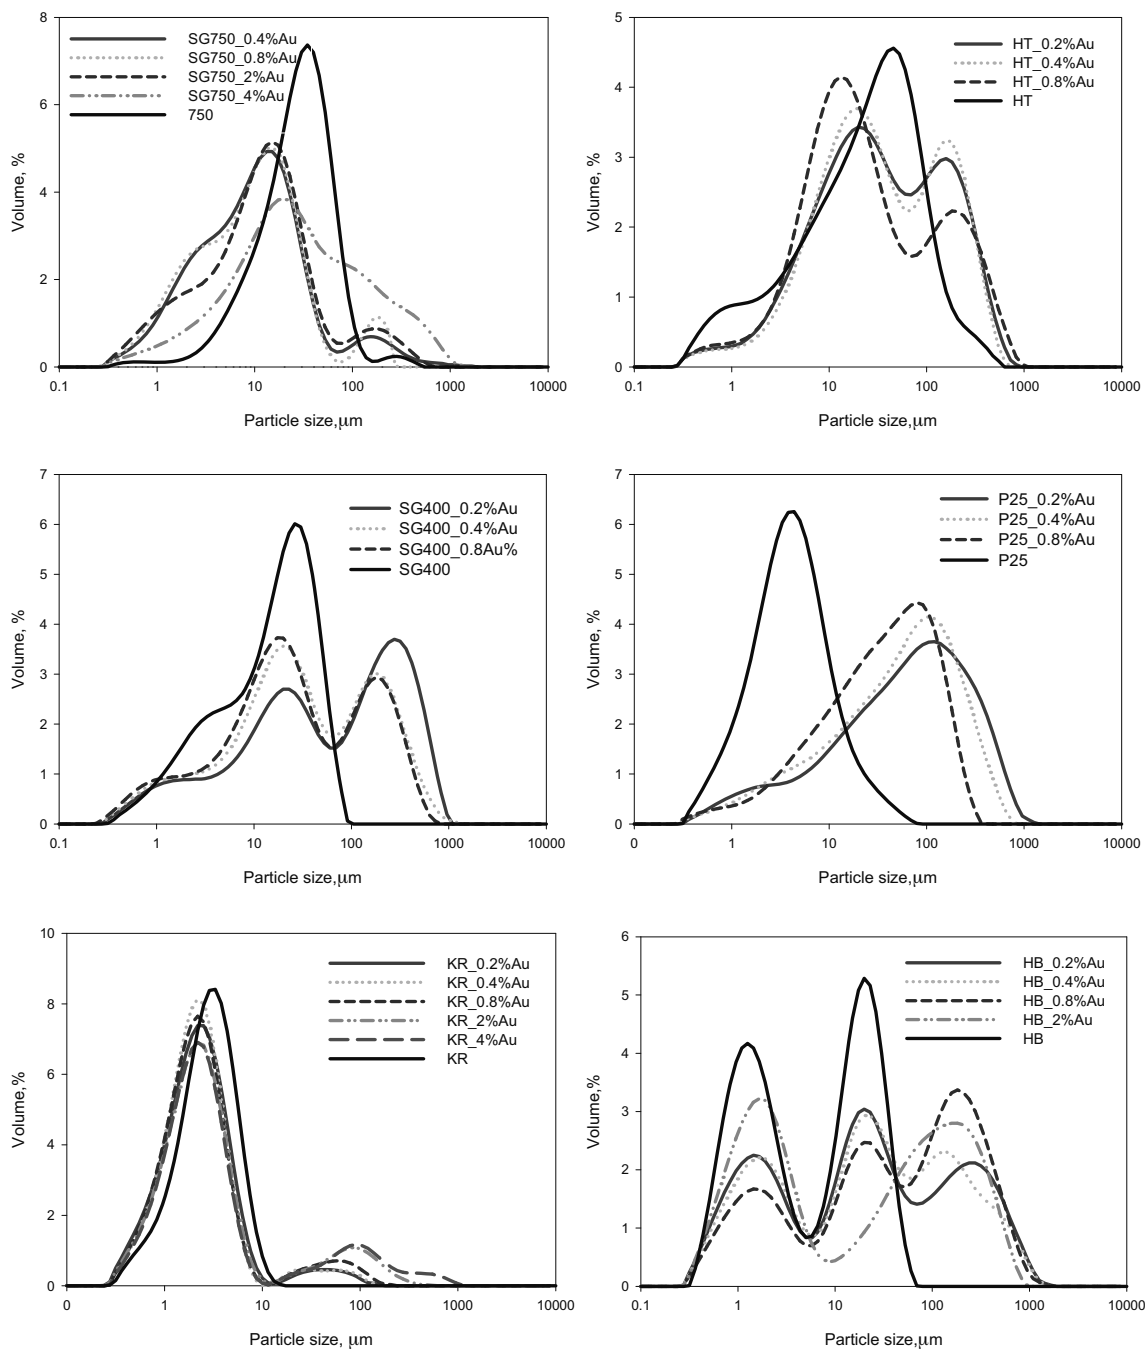 8
6
4
2
0
Volume, %
SG750_0.4%Au
SG750_0.8%Au
SG750_2%Au
SG750_4%Au
750
0.1 1 10 100 1000 10000
Particle size,μm
5
4
3
2
1
0
Volume, %
HT_0.2%Au
HT_0.4%Au
HT_0.8%Au
HT
0.1 1 10 100 1000 10000
Particle size,μm
7
6
5
4
3
2
1
0
Volume, %
SG400_0.2%Au
SG400_0.4%Au
SG400_0.8Au%
SG400
0.1 1 10 100 1000 10000
Particle size,μm
7
6
5
4
3
2
1
0
Volume, %
P25_0.2%Au
P25_0.4%Au
P25_0.8%Au
P25
0 1 10 100 1000 10000
Particle size,μm
10
8
6
4
2
0
Volume,%
KR_0.2%Au
KR_0.4%Au
KR_0.8%Au
KR_2%Au
KR_4%Au
KR
0 1 10 100 1000 10000
Particle size, μm
6
5
4
3
2
1
0
Volume,%
HB_0.2%Au
HB_0.4%Au
HB_0.8%Au
HB_2%Au
HB
0.1 1 10 100 1000 10000
Particle size,μm